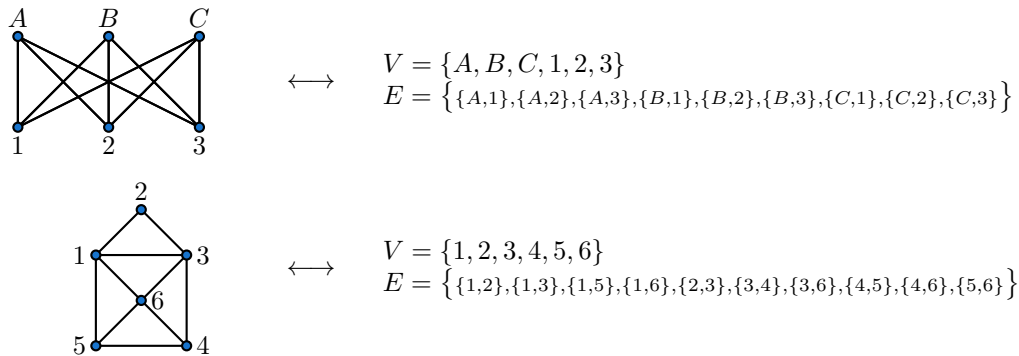 A B C
1 2 3
⟷
V = {A, B, C, 1, 2, 3}
E = {{A,1},{A,2},{A,3},{B,1},{B,2},{B,3},{C,1},{C,2},{C,3}}
2
1 3
6
5 4
⟷
V = {1, 2, 3, 4, 5, 6}
E = {{1,2},{1,3},{1,5},{1,6},{2,3},{3,4},{3,6},{4,5},{4,6},{5,6}}